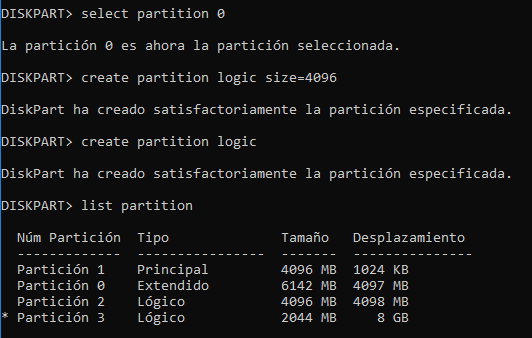 DISKPART> select partition 0
La partición 0 es ahora la partición seleccionada.
DISKPART> create partition logic size=4096
DiskPart ha creado satisfactoriamente la partición especificada.
DISKPART> create partition logic
DiskPart ha creado satisfactoriamente la partición especificada.
DISKPART> list partition
  Núm Partición  Tipo              Tamaño   Desplazamiento
  -------------  ----------------  -------  ---------------
  Partición 1    Principal         4096 MB  1024 KB
  Partición 0    Extendido         6142 MB  4097 MB
  Partición 2    Lógico            4096 MB  4098 MB
* Partición 3    Lógico            2044 MB     8 GB